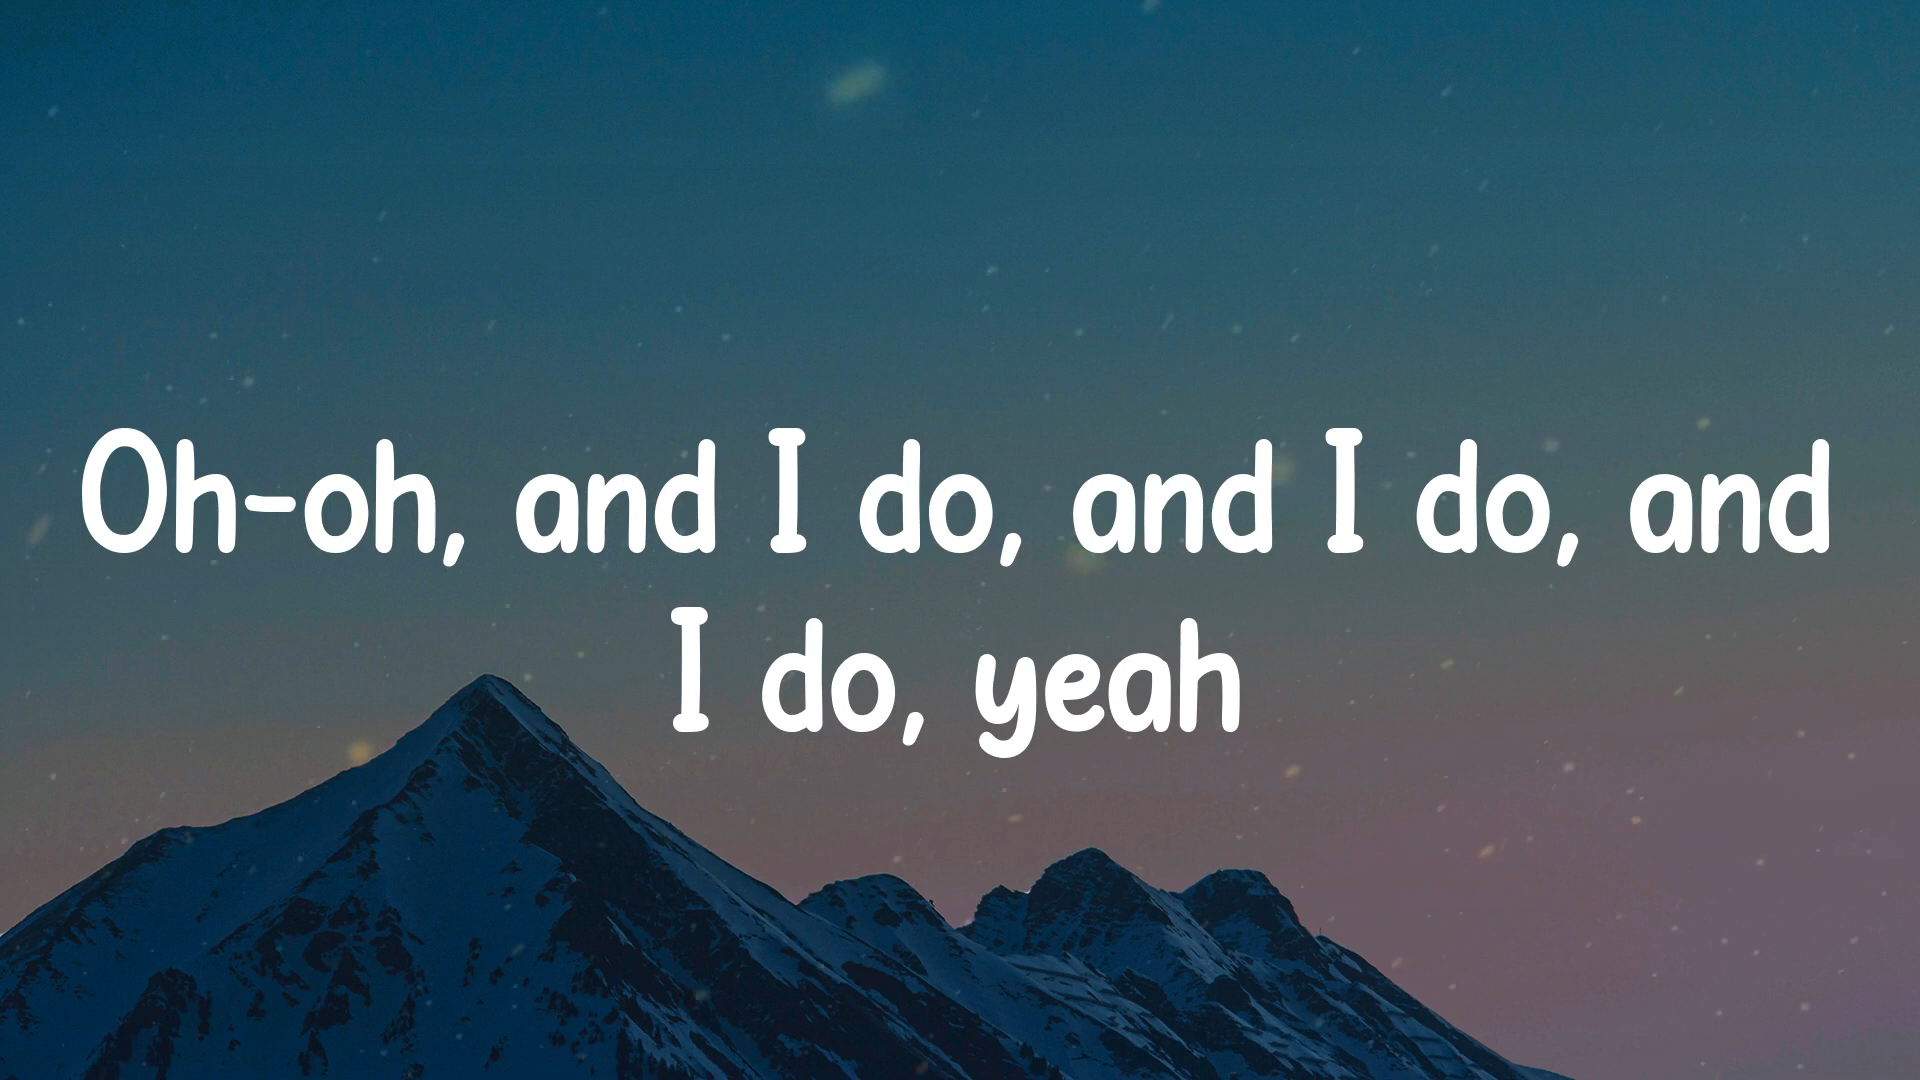 Oh-oh, and I do, and I do, and
I do, yeah